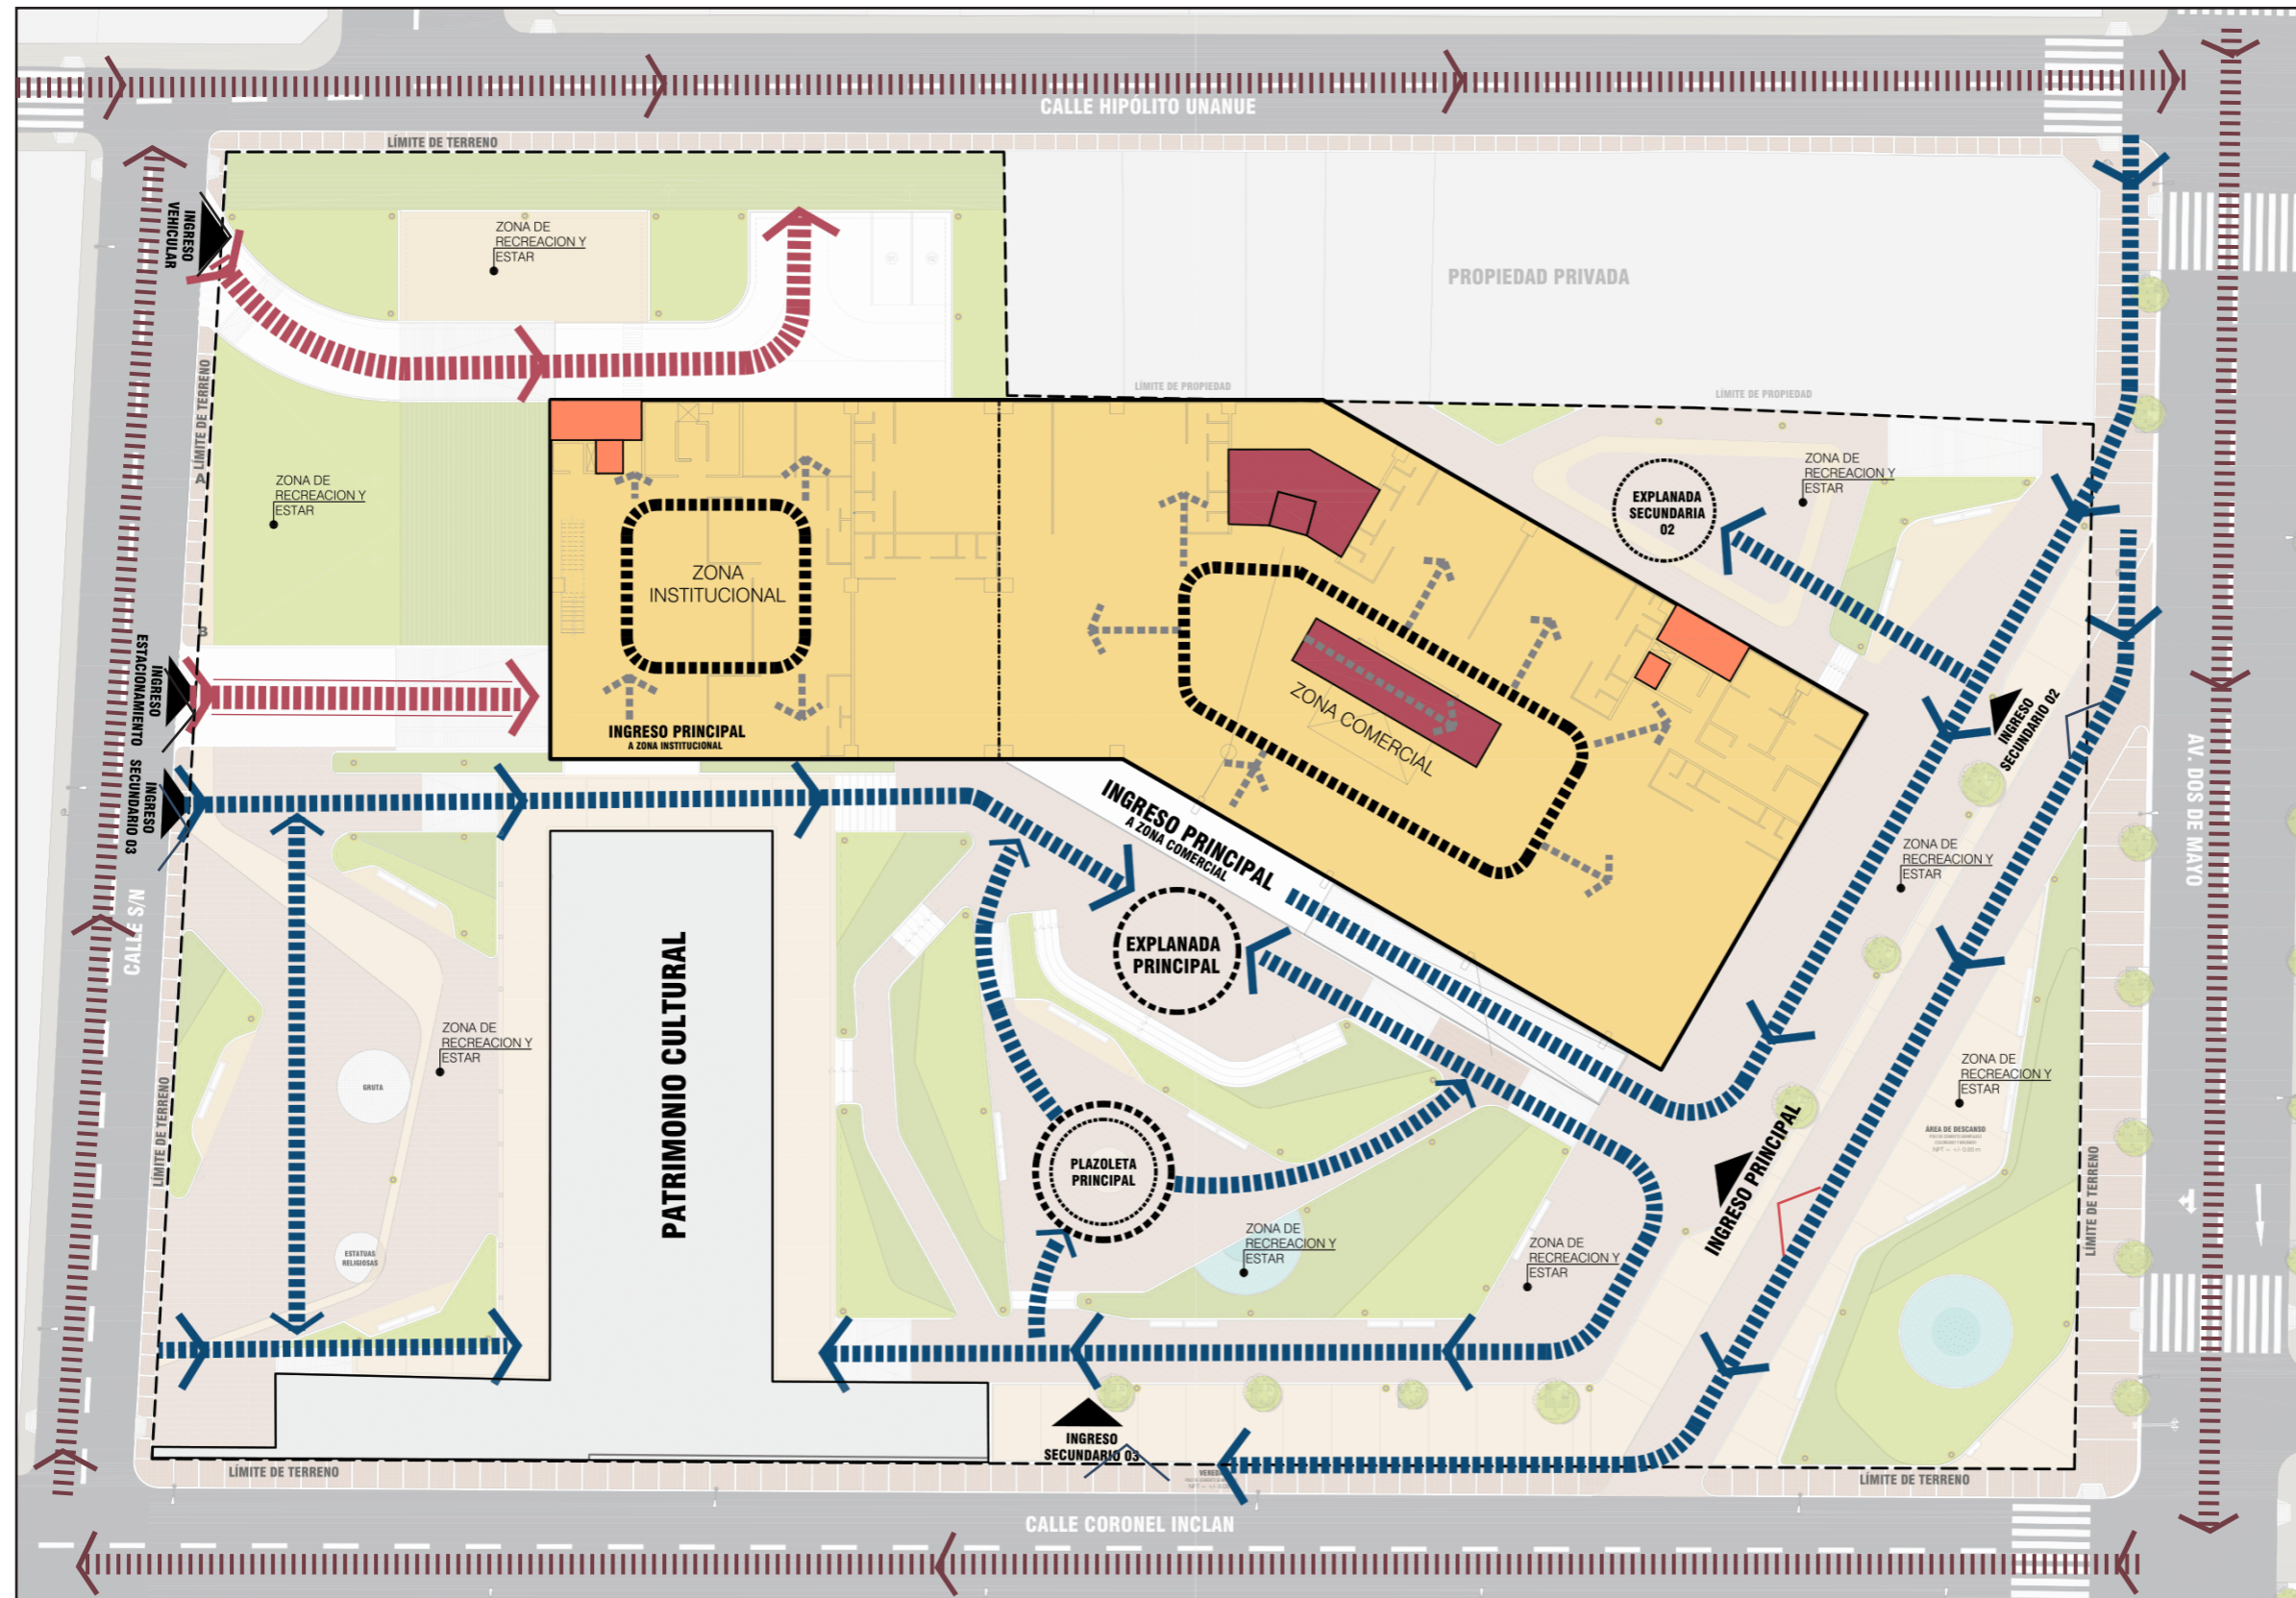 CALLE HIPÓLITO UNANUE
LÍMITE DE TERRENO
INGRESO
VEHICULAR
ZONA DE
RECREACION Y
ESTAR
PROPIEDAD PRIVADA
LÍMITE DE PROPIEDAD
LÍMITE DE PROPIEDAD
LÍMITE DE TERRENO
A
ZONA DE
RECREACION Y
ESTAR
B
ZONA
INSTITUCIONAL
EXPLANADA
SECUNDARIA
02
ZONA DE
RECREACION Y
ESTAR
INGRESO
ESTACIONAMIENTO
INGRESO PRINCIPAL
A ZONA INSTITUCIONAL
ZONA COMERCIAL
INGRESO
SECUNDARIO 02
AV. DOS DE MAYO
INGRESO
SECUNDARIO 03
INGRESO PRINCIPAL
A ZONA COMERCIAL
ZONA DE
RECREACION Y
ESTAR
CALLE S/N
PATRIMONIO CULTURAL
EXPLANADA
PRINCIPAL
ZONA DE
RECREACION Y
ESTAR
GRUTA
ZONA DE
RECREACION Y
ESTAR
ÁREA DE DESCANSO
LÍMITE DE TERRENO
PLAZOLETA
PRINCIPAL
INGRESO PRINCIPAL
LÍMITE DE TERRENO
ESTATUAS
RELIGIOSAS
ZONA DE
RECREACION Y
ESTAR
ZONA DE
RECREACION Y
ESTAR
INGRESO
SECUNDARIO 03
LÍMITE DE TERRENO
LÍMITE DE TERRENO
CALLE CORONEL INCLAN